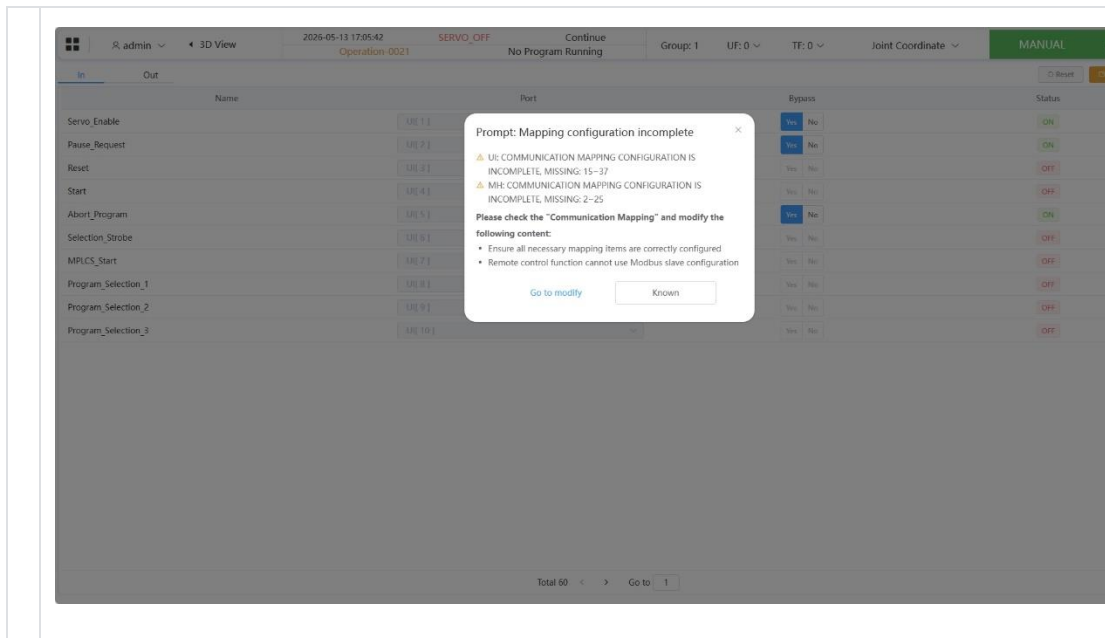 admin
3D View
2026-05-13 17:05:42
SERVO_OFF
Continue
Operation-0021
No Program Running
Group: 1
UF: 0
TF: 0
Joint Coordinate
MANUAL
In
Out
Reset
Name
Port
Bypass
Status
Servo_Enable
UI[ 1 ]
Yes No
ON
Pause_Request
UI[ 2 ]
Yes No
ON
Reset
UI[ 3 ]
Yes No
OFF
Start
UI[ 4 ]
Yes No
OFF
Abort_Program
UI[ 5 ]
Yes No
ON
Selection_Strobe
UI[ 6 ]
Yes No
OFF
MPLCS_Start
UI[ 7 ]
Yes No
OFF
Program_Selection_1
UI[ 8 ]
Yes No
OFF
Program_Selection_2
UI[ 9 ]
Yes No
OFF
Program_Selection_3
UI[ 10 ]
Yes No
OFF
Prompt: Mapping configuration incomplete
UI: COMMUNICATION MAPPING CONFIGURATION IS
INCOMPLETE, MISSING: 15~37
MH: COMMUNICATION MAPPING CONFIGURATION IS
INCOMPLETE, MISSING: 2~25
Please check the "Communication Mapping" and modify the
following content:
• Ensure all necessary mapping items are correctly configured
• Remote control function cannot use Modbus slave configuration
Go to modify
Known
Total 60
Go to 1